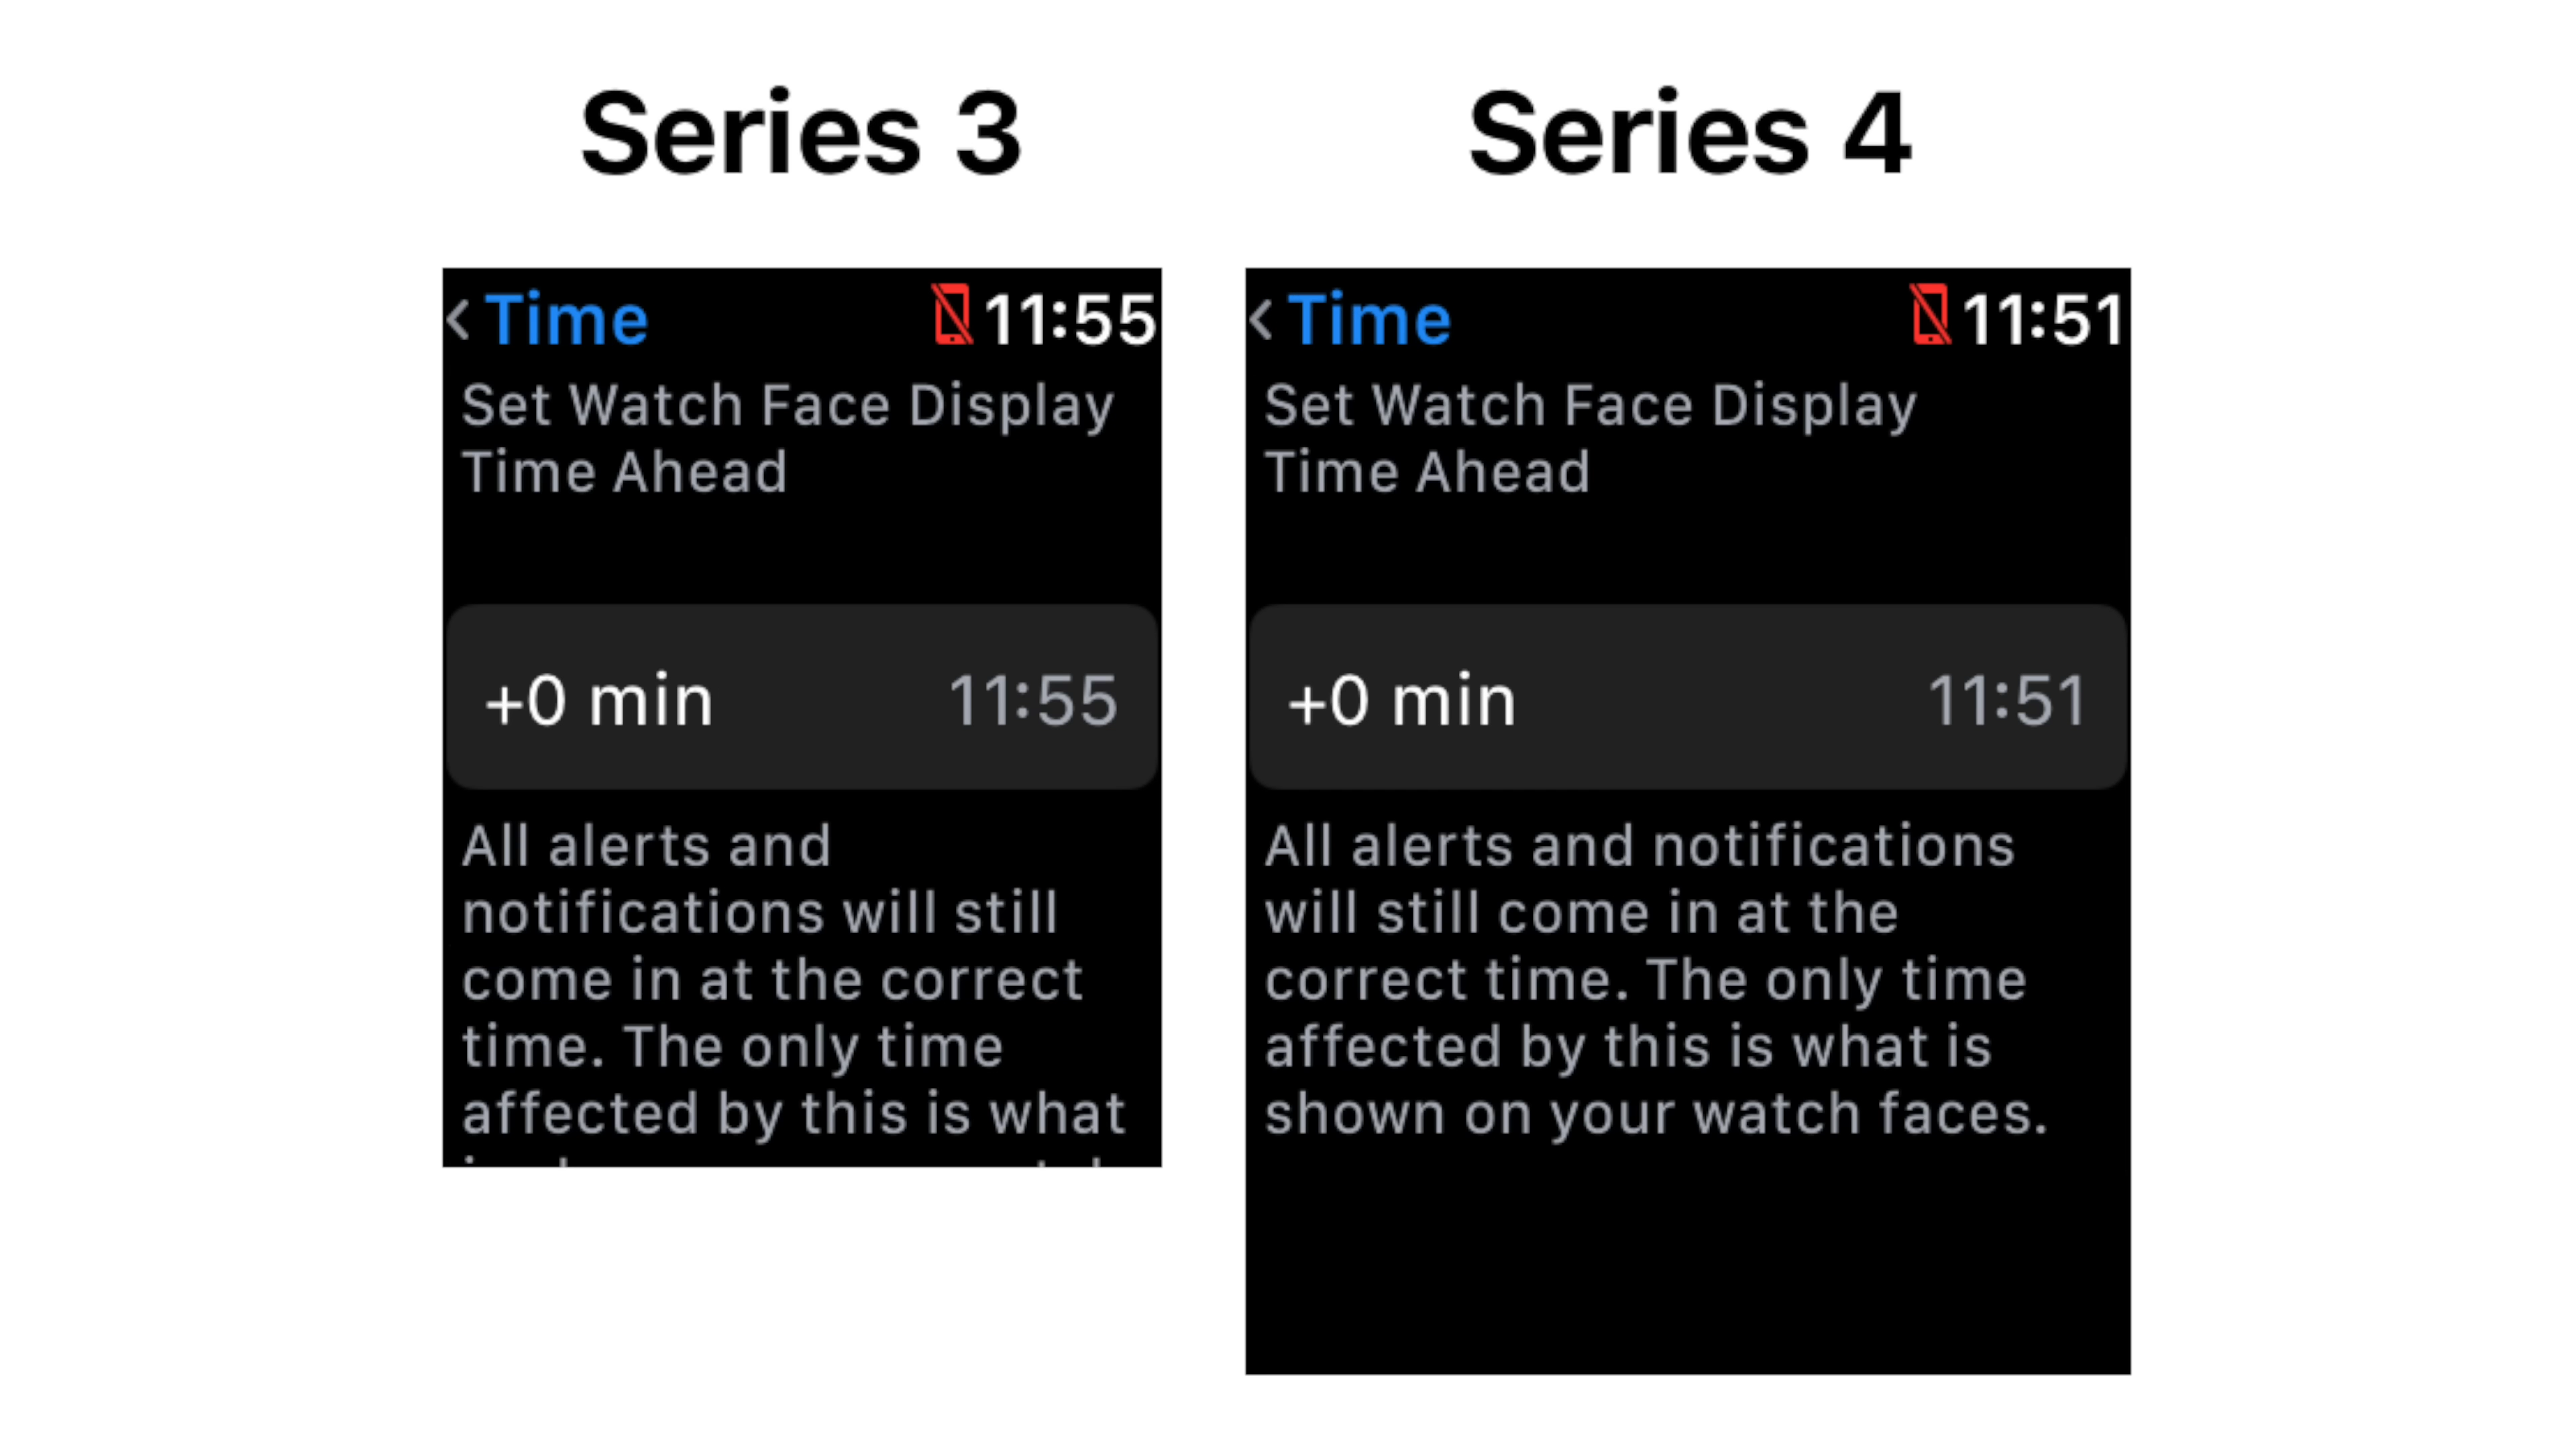 Series 3
Time 11:55
Set Watch Face Display
Time Ahead
+0 min 11:55
All alerts and
notifications will still
come in at the correct
time. The only time
affected by this is what
Series 4
Time 11:51
Set Watch Face Display
Time Ahead
+0 min 11:51
All alerts and notifications
will still come in at the
correct time. The only time
affected by this is what is
shown on your watch faces.